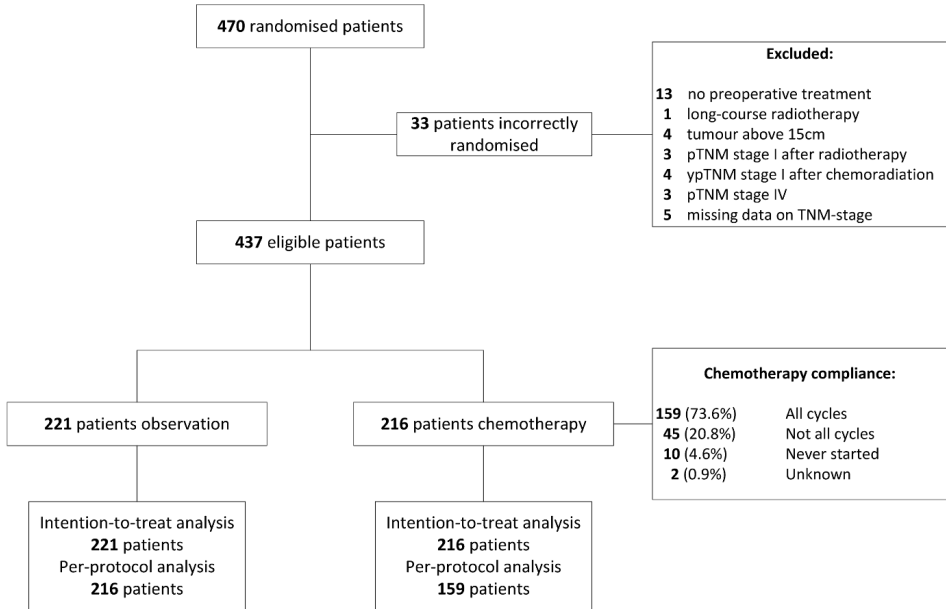 470 randomised patients
Excluded:
13 no preoperative treatment
1 long-course radiotherapy
4 tumour above 15cm
3 pTNM stage I after radiotherapy
4 ypTNM stage I after chemoradiation
3 pTNM stage IV
5 missing data on TNM-stage
33 patients incorrectly
randomised
437 eligible patients
221 patients observation
216 patients chemotherapy
Chemotherapy compliance:
159 (73.6%) All cycles
45 (20.8%) Not all cycles
10 (4.6%) Never started
2 (0.9%) Unknown
Intention-to-treat analysis
221 patients
Per-protocol analysis
216 patients
Intention-to-treat analysis
216 patients
Per-protocol analysis
159 patients